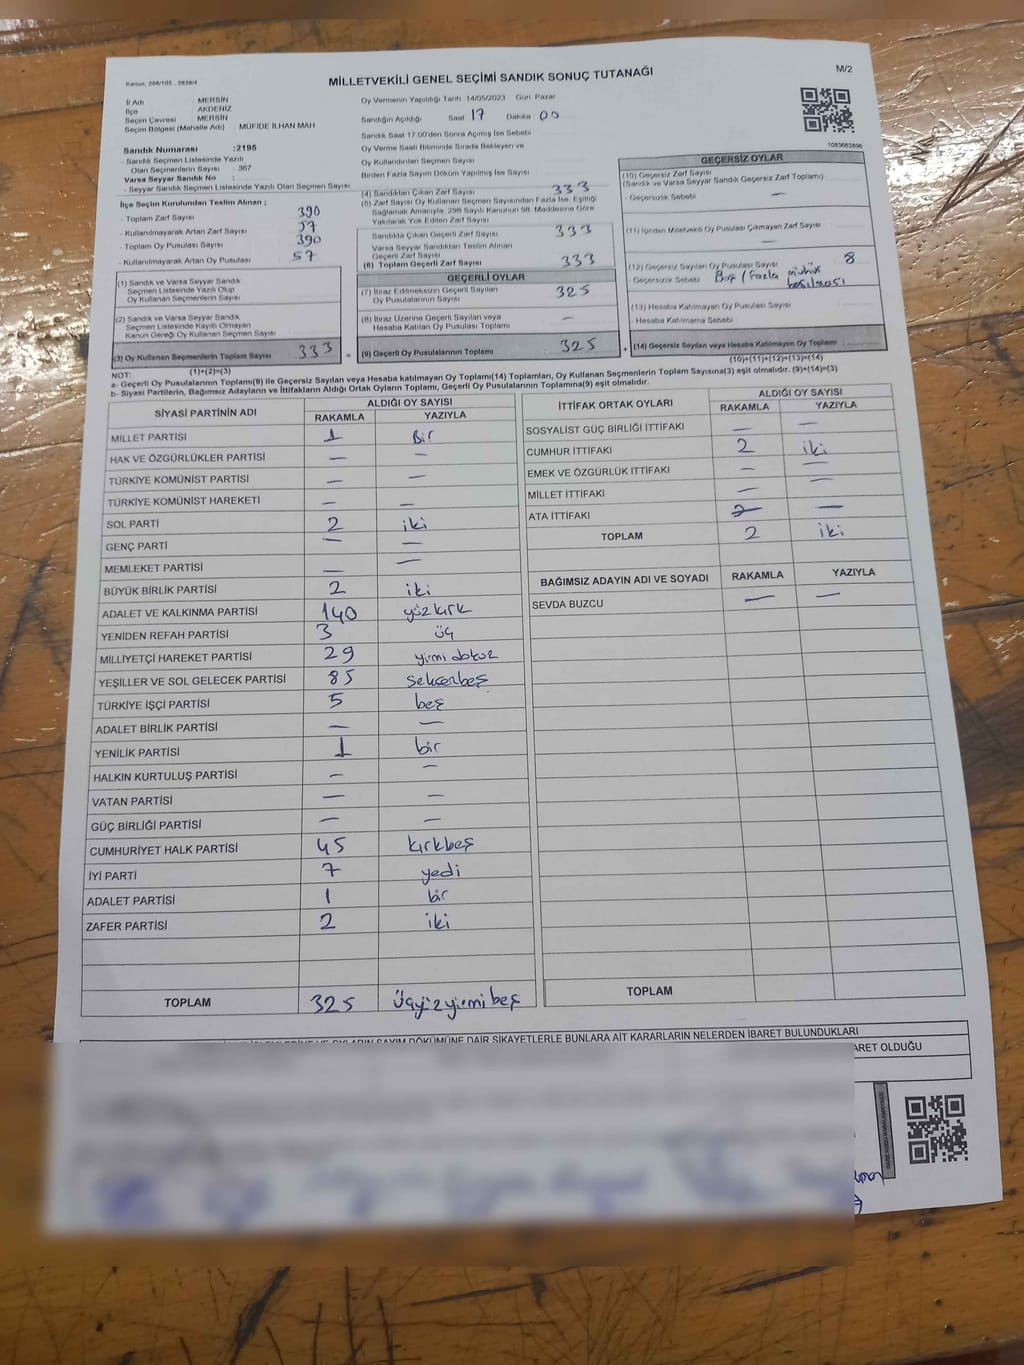 Kanun: 298/105 , 2839/4
MİLLETVEKİLİ GENEL SEÇİMİ SANDIK SONUÇ TUTANAĞI
M/2
İl Adı : MERSİN
İlçe : AKDENİZ
Seçim Çevresi : MERSİN
Seçim Bölgesi (Mahalle Adı) : MÜFİDE İLHAN MAH
Sandık Numarası :2195
- Sandık Seçmen Listesinde Yazılı
Olan Seçmenlerin Sayısı : 367
Varsa Seyyar Sandık No :
- Seyyar Sandık Seçmen Listesinde Yazılı Olan Seçmen Sayısı
İlçe Seçim Kurulundan Teslim Alınan ;
- Toplam Zarf Sayısı 390
- Kullanılmayarak Artan Zarf Sayısı 57
- Toplam Oy Pusulası Sayısı 390
- Kullanılmayarak Artan Oy Pusulası 57
(1) Sandık ve Varsa Seyyar Sandık
Seçmen Listesinde Yazılı Olup
Oy Kullanan Seçmenlerin Sayısı
(2) Sandık ve Varsa Seyyar Sandık
Seçmen Listesinde Kayıtlı Olmayan
Kanun Gereği Oy Kullanan Seçmen Sayısı
(3) Oy Kullanan Seçmenlerin Toplam Sayısı 333
(1)+(2)=(3)
Oy Vermenin Yapıldığı Tarih 14/05/2023 Gün: Pazar
Sandığın Açıldığı Saat 17 Dakika 00
Sandık Saat 17:00'den Sonra Açılmış İse Sebebi
Oy Verme Saati Bitiminde Sırada Bekleyen ve
Oy Kullandırılan Seçmen Sayısı
Birden Fazla Sayım Döküm Yapılmış İse Sayısı
(4) Sandıktan Çıkan Zarf Sayısı 333
(5) Zarf Sayısı Oy Kullanan Seçmen Sayısından Fazla İse, Eşitliği
Sağlamak Amacıyla, 298 Sayılı Kanunun 98. Maddesine Göre
Yakılarak Yok Edilen Zarf Sayısı
Sandıkta Çıkan Geçerli Zarf Sayısı 333
Varsa Seyyar Sandıktan Teslim Alınan
Geçerli Zarf Sayısı
(6) Toplam Geçerli Zarf Sayısı 333
GEÇERLİ OYLAR
(7) İtiraz Edilmeksizin Geçerli Sayılan
Oy Pusulalarının Sayısı 325
(8) İtiraz Üzerine Geçerli Sayılan veya
Hesaba Katılan Oy Pusulası Toplamı —
(9) Geçerli Oy Pusulalarının Toplamı 325
1083663896
GEÇERSİZ OYLAR
(10) Geçersiz Zarf Sayısı
(Sandık ve Varsa Seyyar Sandık Geçersiz Zarf Toplamı)
- Geçersizlik Sebebi —
(11) İçinden Milletvekili Oy Pusulası Çıkmayan Zarf Sayısı
—
(12) Geçersiz Sayılan Oy Pusulası Sayısı 8
Geçersizlik Sebebi Boş / Fazla mühür
basılması
(13) Hesaba Katılmayan Oy Pusulası Sayısı
- Hesaba Katılmama Sebebi
(14) Geçersiz Sayılan veya Hesaba Katılmayan Oy Toplamı :
(10)+(11)+(12)+(13)=(14)
NOT:
a- Geçerli Oy Pusulalarının Toplamı(9) ile Geçersiz Sayılan veya Hesaba katılmayan Oy Toplamı(14) Toplamları, Oy Kullanan Seçmenlerin Toplam Sayısına(3) eşit olmalıdır. (9)+(14)=(3)
b- Siyasi Partilerin, Bağımsız Adayların ve İttifakların Aldığı Ortak Oyların Toplamı, Geçerli Oy Pusulalarının Toplamına(9) eşit olmalıdır.
SİYASİ PARTİNİN ADI ALDIĞI OY SAYISI
RAKAMLA YAZIYLA
MİLLET PARTİSİ 1 Bir
HAK VE ÖZGÜRLÜKLER PARTİSİ — —
TÜRKİYE KOMÜNİST PARTİSİ — —
TÜRKİYE KOMÜNİST HAREKETİ — —
SOL PARTİ 2 iki
GENÇ PARTİ — —
MEMLEKET PARTİSİ — —
BÜYÜK BİRLİK PARTİSİ 2 iki
ADALET VE KALKINMA PARTİSİ 140 yüzkırk
YENİDEN REFAH PARTİSİ 3 üç
MİLLİYETÇİ HAREKET PARTİSİ 29 yirmi dokuz
YEŞİLLER VE SOL GELECEK PARTİSİ 85 seksenbeş
TÜRKİYE İŞÇİ PARTİSİ 5 beş
ADALET BİRLİK PARTİSİ — —
YENİLİK PARTİSİ 1 bir
HALKIN KURTULUŞ PARTİSİ — —
VATAN PARTİSİ — —
GÜÇ BİRLİĞİ PARTİSİ — —
CUMHURİYET HALK PARTİSİ 45 kırkbeş
İYİ PARTİ 7 yedi
ADALET PARTİSİ 1 bir
ZAFER PARTİSİ 2 iki
TOPLAM 325 Üçyüzyirmibeş
İTTİFAK ORTAK OYLARI ALDIĞI OY SAYISI
RAKAMLA YAZIYLA
SOSYALİST GÜÇ BİRLİĞİ İTTİFAKI — —
CUMHUR İTTİFAKI 2 iki
EMEK VE ÖZGÜRLÜK İTTİFAKI — —
MİLLET İTTİFAKI — —
ATA İTTİFAKI — —
TOPLAM 2 iki
BAĞIMSIZ ADAYIN ADI VE SOYADI RAKAMLA YAZIYLA
SEVDA BUZCU — —
TOPLAM
OYLARIN SAYIM DÖKÜMÜNE DAİR ŞİKAYETLERLE BUNLARA AİT KARARLARIN NELERDEN İBARET BULUNDUKLARI
OLDUĞU